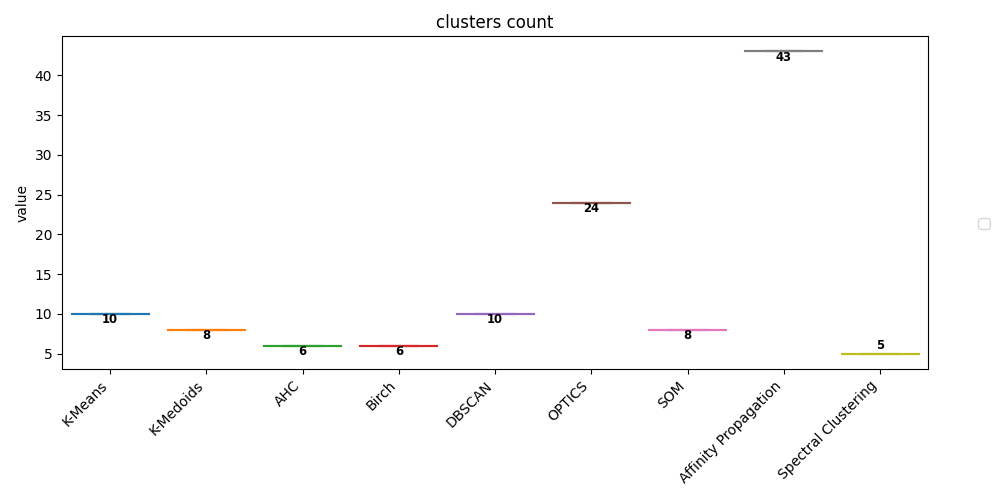 clusters count
value
40
35
30
25
20
15
10
5
10
8
6
6
10
24
8
43
5
K-Means
K-Medoids
AHC
Birch
DBSCAN
OPTICS
SOM
Affinity Propagation
Spectral Clustering